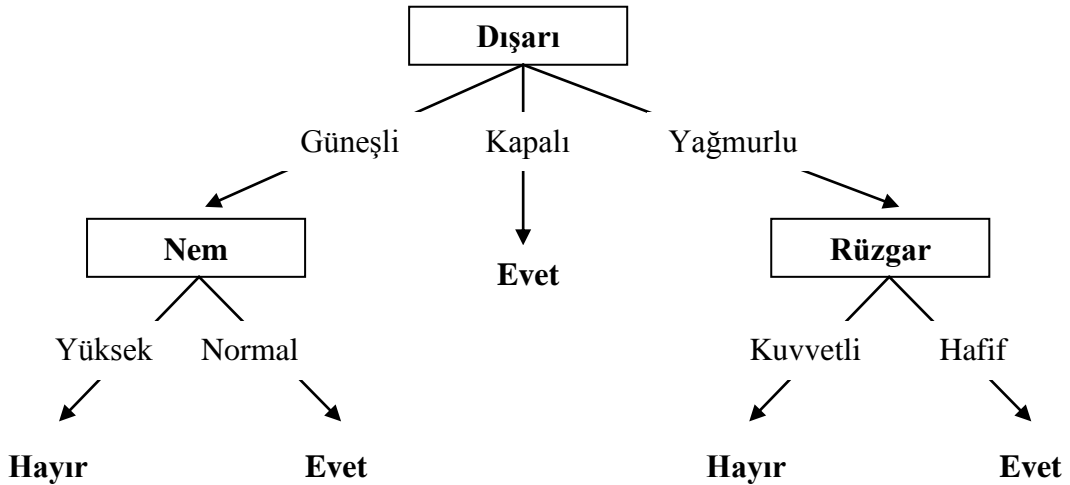 Dışarı
Güneşli Kapalı Yağmurlu
Nem Rüzgar
Evet
Yüksek Normal Kuvvetli Hafif
Hayır Evet Hayır Evet